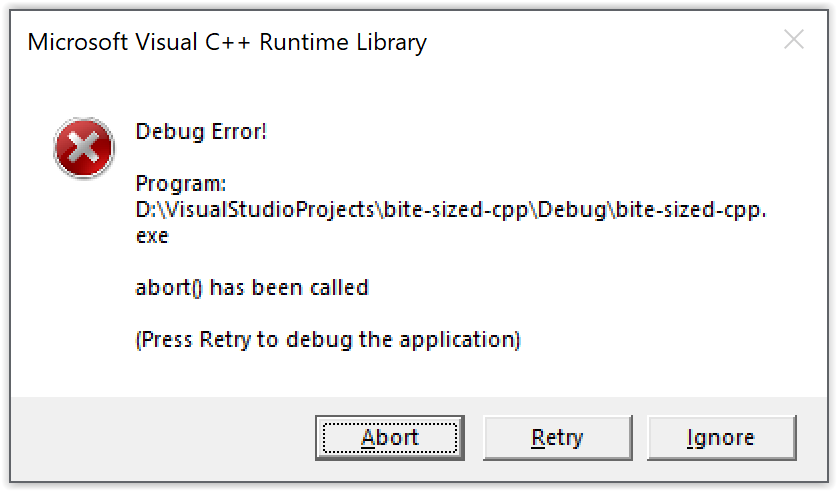 Microsoft Visual C++ Runtime Library
Debug Error!
Program:
D:\VisualStudioProjects\bite-sized-cpp\Debug\bite-sized-cpp.
exe
abort() has been called
(Press Retry to debug the application)
Abort
Retry
Ignore